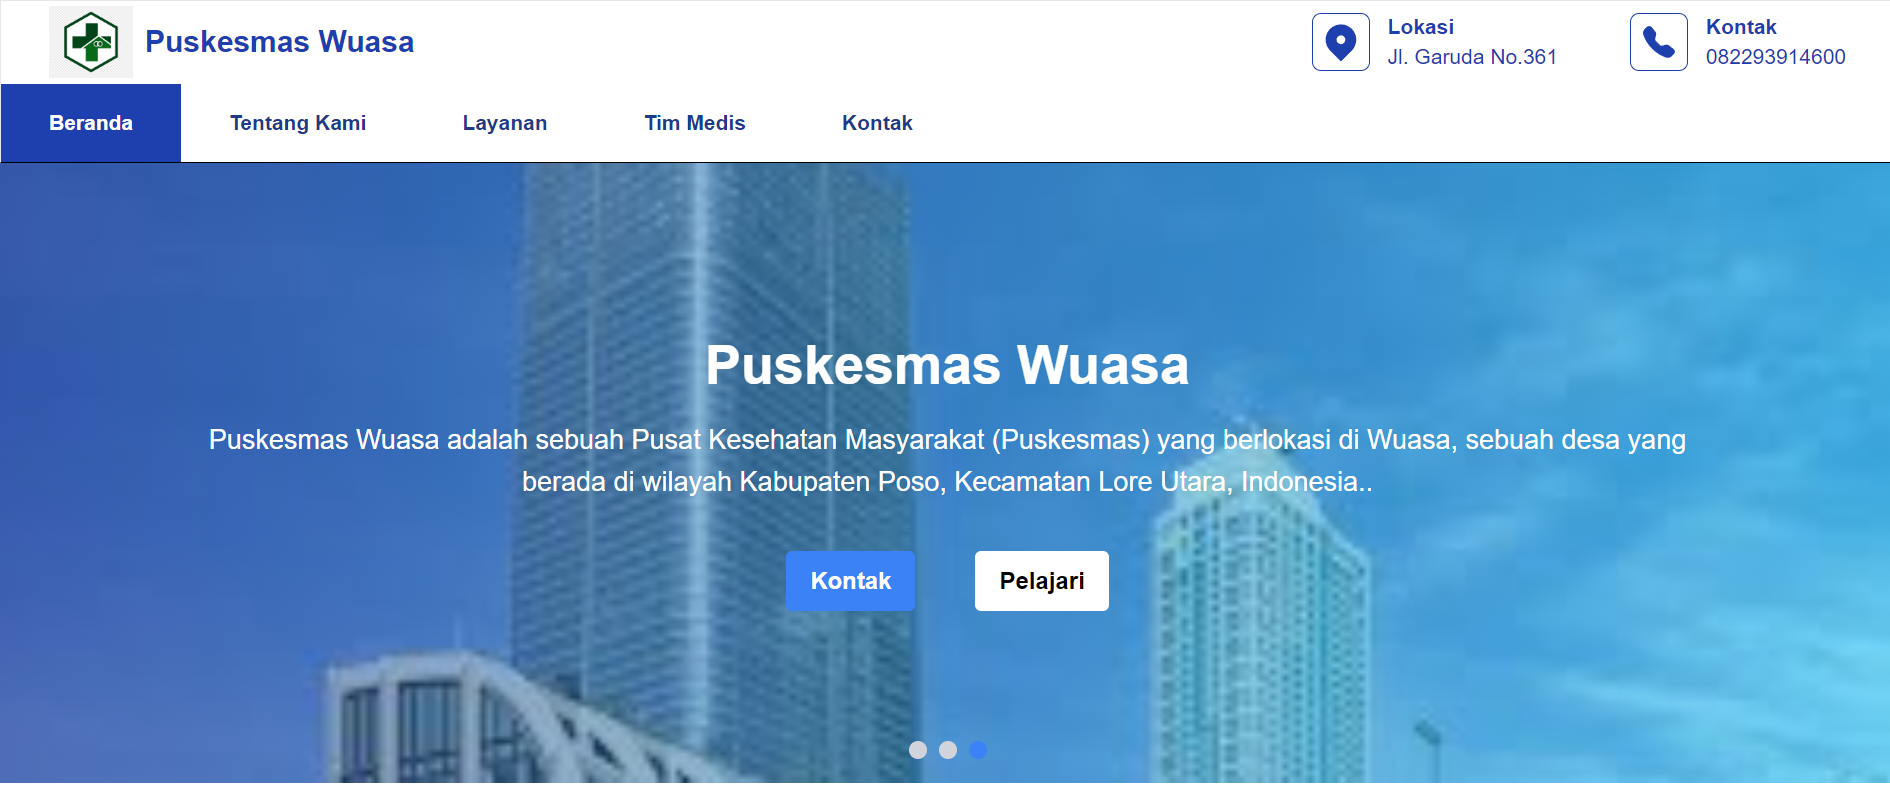 Puskesmas Wuasa
Lokasi
Jl. Garuda No.361
Kontak
082293914600
Beranda
Tentang Kami
Layanan
Tim Medis
Kontak
Puskesmas Wuasa
Puskesmas Wuasa adalah sebuah Pusat Kesehatan Masyarakat (Puskesmas) yang berlokasi di Wuasa, sebuah desa yang
berada di wilayah Kabupaten Poso, Kecamatan Lore Utara, Indonesia..
Kontak
Pelajari